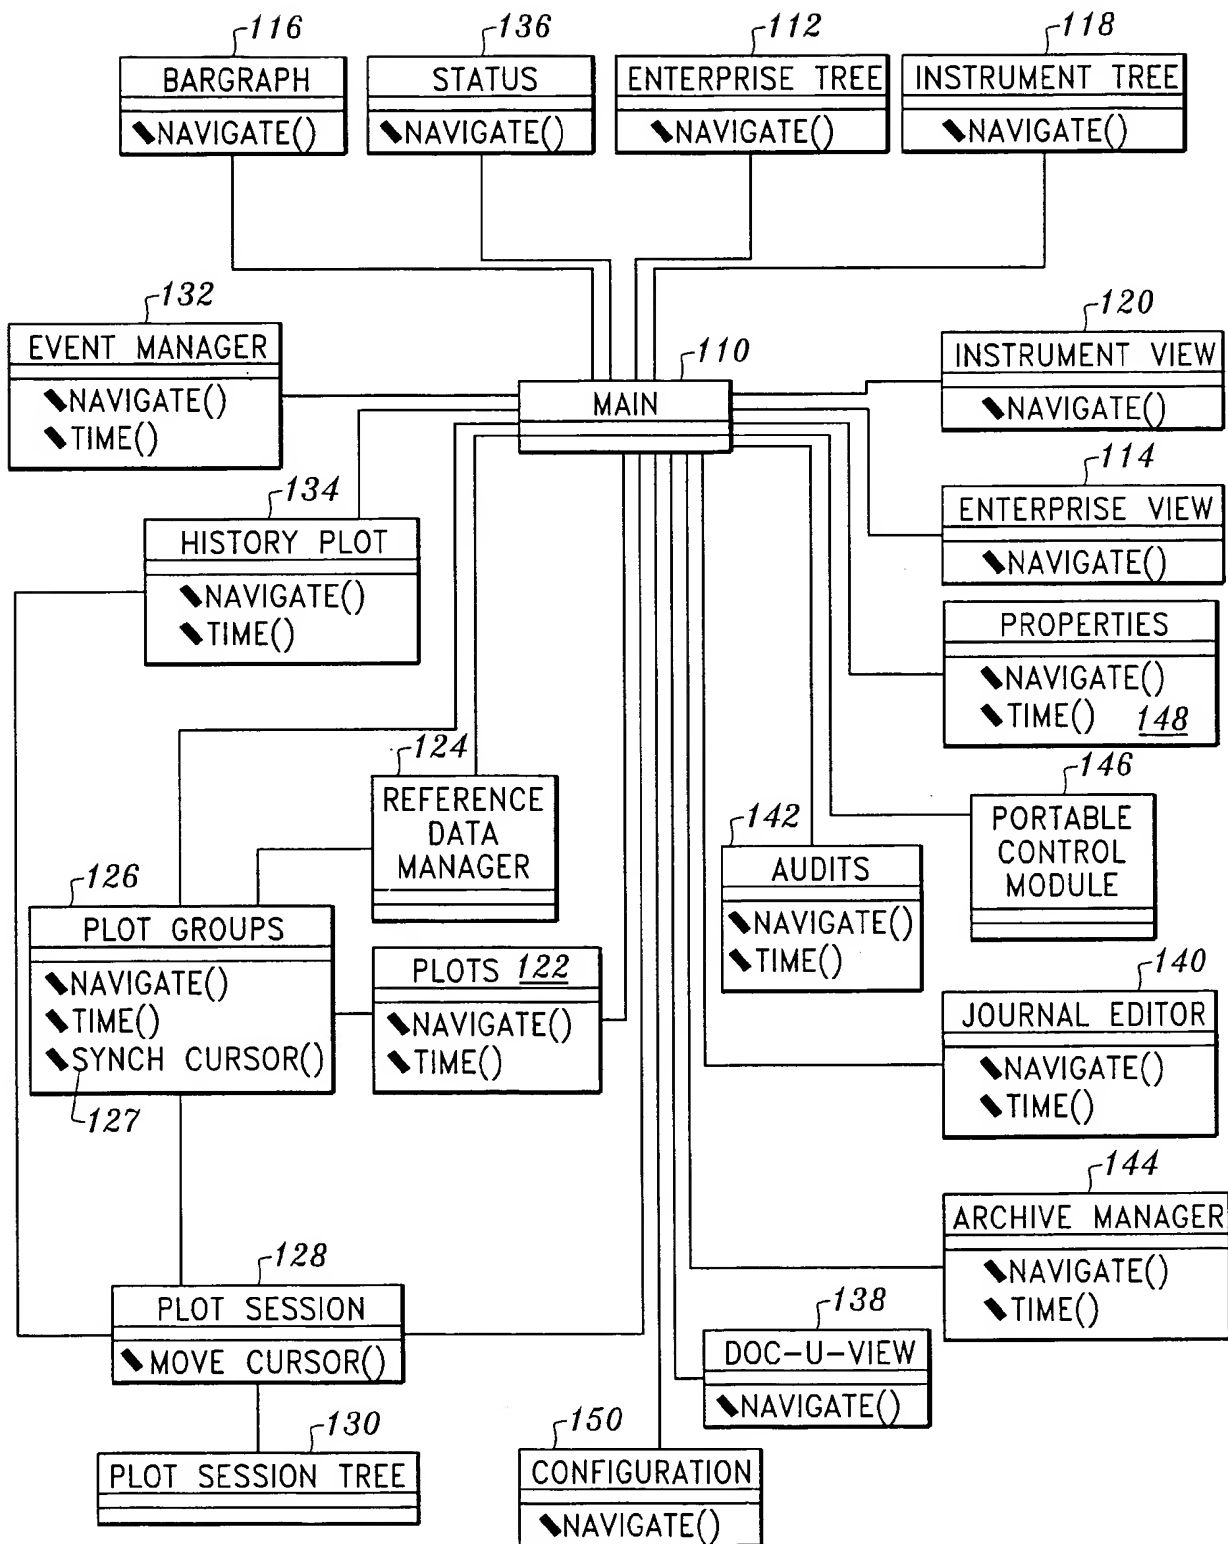 116
BARGRAPH
NAVIGATE()
136
STATUS
NAVIGATE()
112
ENTERPRISE TREE
NAVIGATE()
118
INSTRUMENT TREE
NAVIGATE()
132
EVENT MANAGER
NAVIGATE()
TIME()
110
MAIN
120
INSTRUMENT VIEW
NAVIGATE()
114
ENTERPRISE VIEW
NAVIGATE()
134
HISTORY PLOT
NAVIGATE()
TIME()
PROPERTIES
NAVIGATE()
TIME() 148
124
REFERENCE
DATA
MANAGER
146
PORTABLE
CONTROL
MODULE
142
AUDITS
NAVIGATE()
TIME()
126
PLOT GROUPS
NAVIGATE()
TIME()
SYNCH CURSOR()
127
PLOTS 122
NAVIGATE()
TIME()
140
JOURNAL EDITOR
NAVIGATE()
TIME()
144
ARCHIVE MANAGER
NAVIGATE()
TIME()
128
PLOT SESSION
MOVE CURSOR()
138
DOC-U-VIEW
NAVIGATE()
130
PLOT SESSION TREE
150
CONFIGURATION
NAVIGATE()